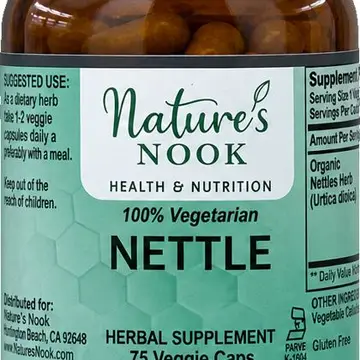 SUGGESTED USE:
As a dietary herb
take 1-2 veggie
capsules daily a
preferably with a meal.
Keep out of the
reach of children.
Distributed for:
Nature's Nook
Huntington Beach, CA 92648
www.NaturesNook.com
Nature's
NOOK
HEALTH & NUTRITION
100% Vegetarian
NETTLE
HERBAL SUPPLEMENT
75 Veggie Caps
Supplement
Serving Size 1
Servings Per
Amount Per
Organic
Nettles Herb
(Urtica dioica)
** Daily Value
OTHER
Vegetable
Gluten Free
PARVE